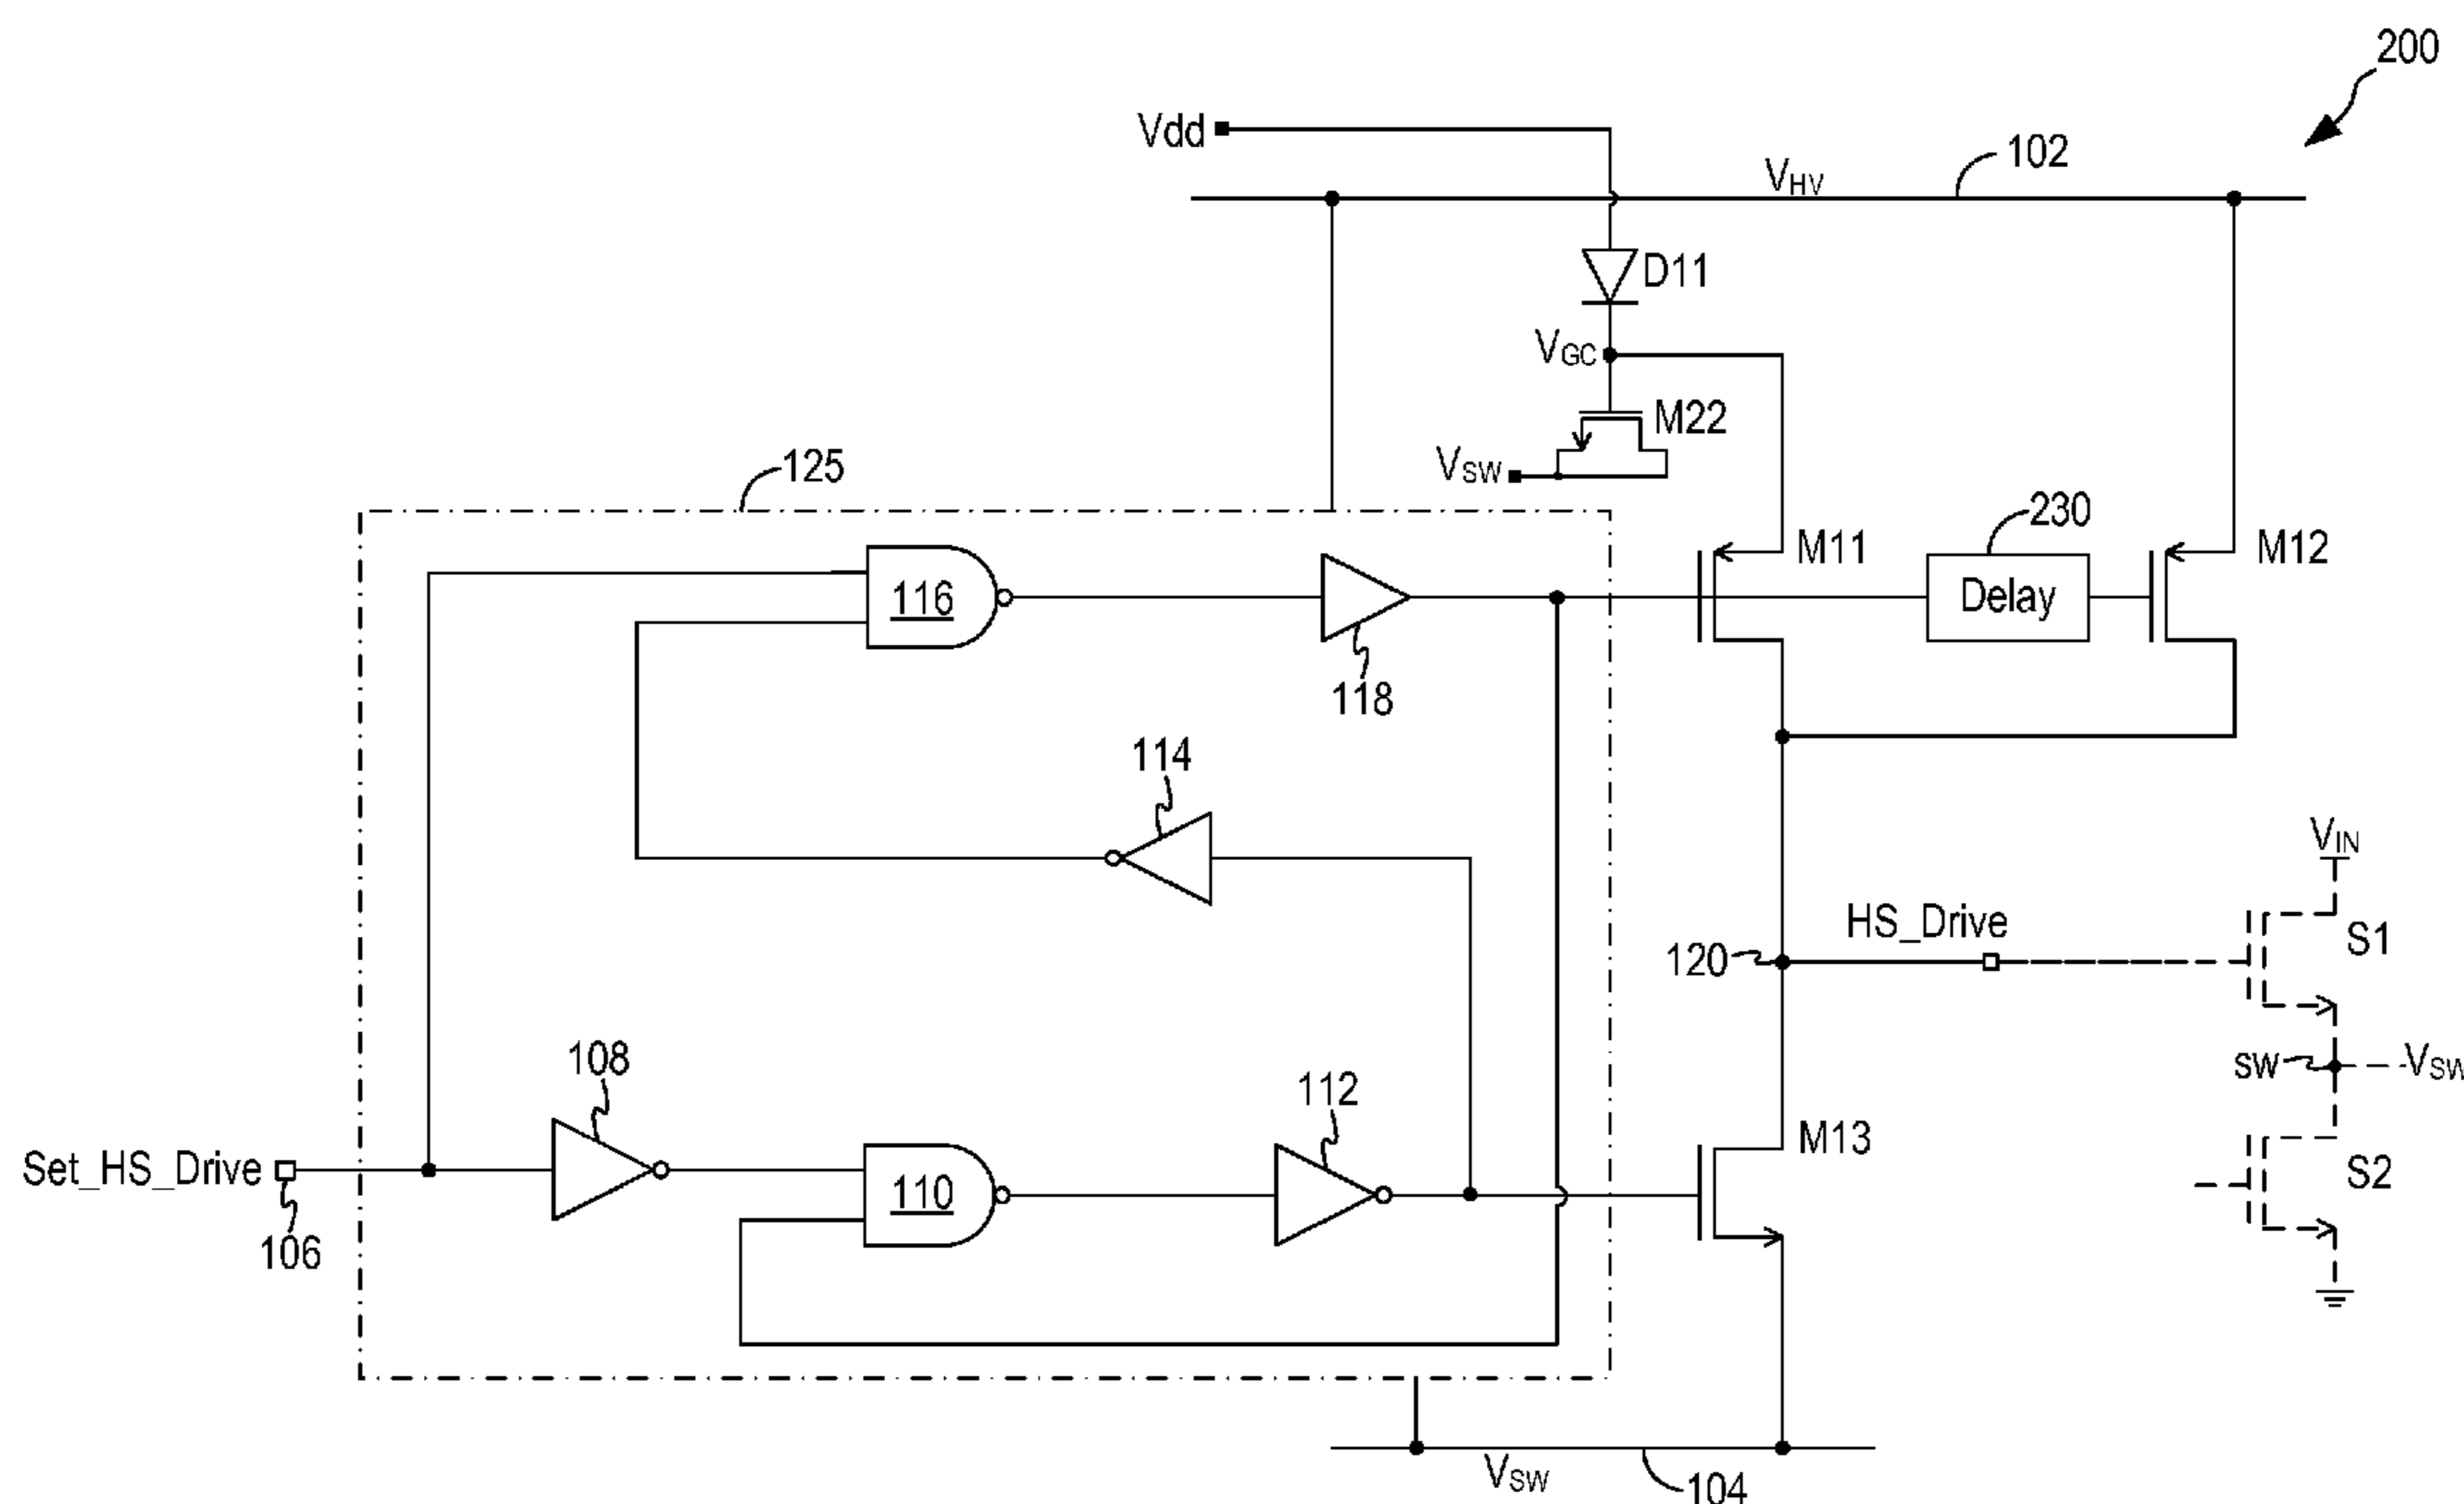 200
Vdd
VHV
102
D11
VGC
M22
VSW
125
230
M11
M12
116
Delay
118
114
VIN
HS_Drive
S1
120
108
SW
VSW
112
M13
Set_HS_Drive
110
S2
106
VSW
104